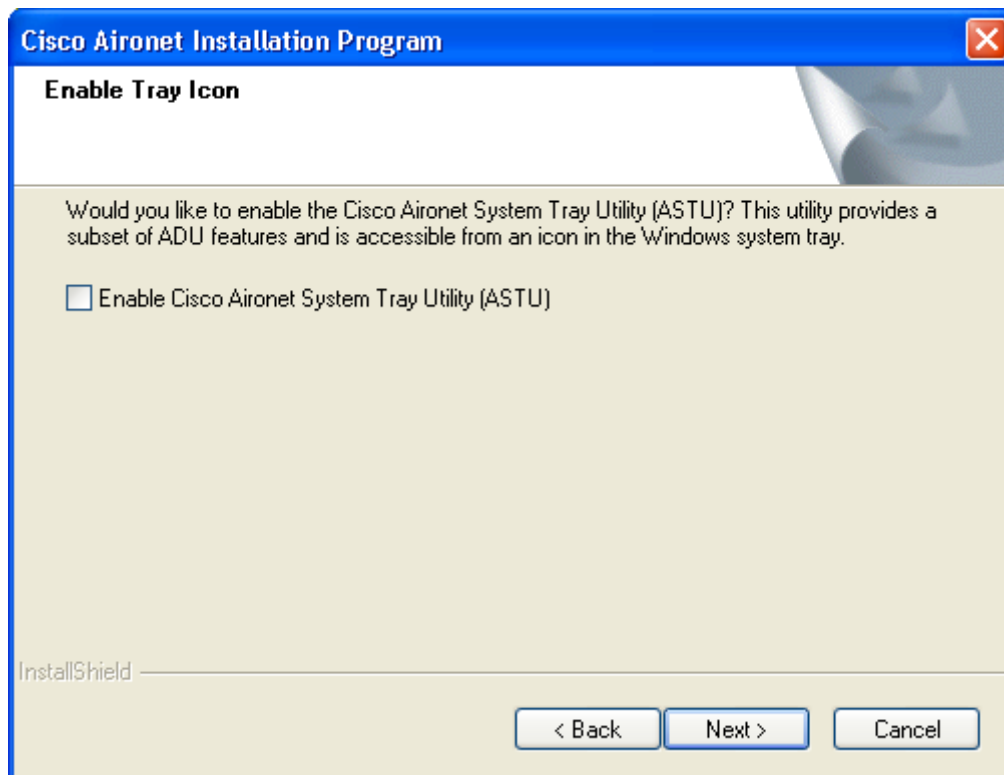 Cisco Aironet Installation Program
Enable Tray Icon
Would you like to enable the Cisco Aironet System Tray Utility (ASTU)? This utility provides a
subset of ADU features and is accessible from an icon in the Windows system tray.
Enable Cisco Aironet System Tray Utility (ASTU)
InstallShield
< Back
Next >
Cancel